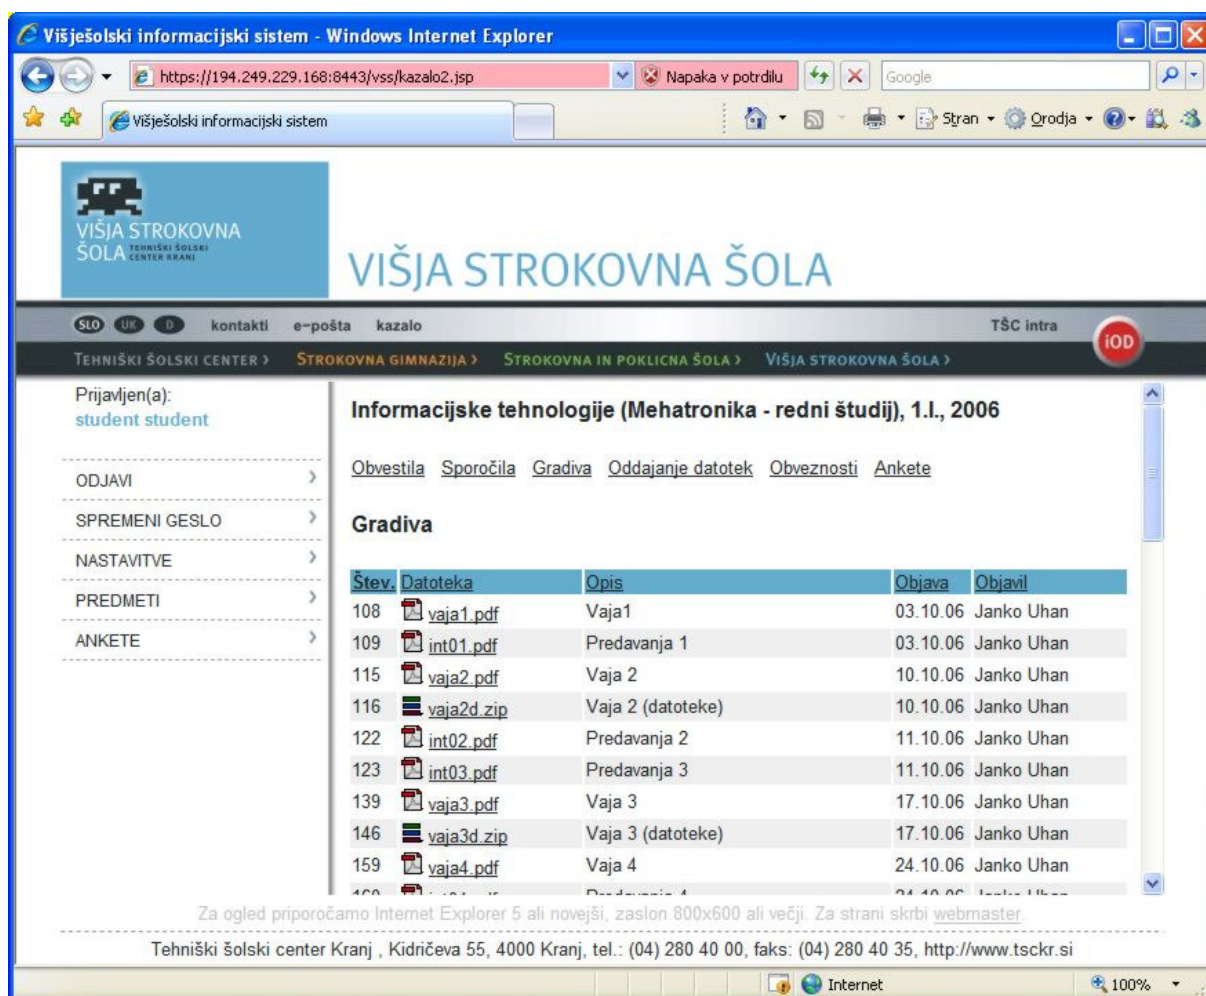 Višješolski informacijski sistem - Windows Internet Explorer
https://194.249.229.168:8443/vss/kazalo2.jsp Napaka v potrdilu Google
Višješolski informacijski sistem Stran Orodja
VIŠJA STROKOVNA
ŠOLA TEHNIŠKI ŠOLSKI
CENTER KRANJ
VIŠJA STROKOVNA ŠOLA
SLO UK D kontakti e-pošta kazalo TŠC intra
iOD
TEHNIŠKI ŠOLSKI CENTER > STROKOVNA GIMNAZIJA > STROKOVNA IN POKLICNA ŠOLA > VIŠJA STROKOVNA ŠOLA >
Prijavljen(a):
student student
ODJAVI
SPREMENI GESLO
NASTAVITVE
PREDMETI
ANKETE
Informacijske tehnologije (Mehatronika - redni študij), 1.l., 2006
Obvestila Sporočila Gradiva Oddajanje datotek Obveznosti Ankete
Gradiva
Štev. Datoteka Opis Objava Objavil
108 vaja1.pdf Vaja1 03.10.06 Janko Uhan
109 int01.pdf Predavanja 1 03.10.06 Janko Uhan
115 vaja2.pdf Vaja 2 10.10.06 Janko Uhan
116 vaja2d.zip Vaja 2 (datoteke) 10.10.06 Janko Uhan
122 int02.pdf Predavanja 2 11.10.06 Janko Uhan
123 int03.pdf Predavanja 3 11.10.06 Janko Uhan
139 vaja3.pdf Vaja 3 17.10.06 Janko Uhan
146 vaja3d.zip Vaja 3 (datoteke) 17.10.06 Janko Uhan
159 vaja4.pdf Vaja 4 24.10.06 Janko Uhan
Za ogled priporočamo Internet Explorer 5 ali novejši, zaslon 800x600 ali večji. Za strani skrbi webmaster.
Tehniški šolski center Kranj , Kidričeva 55, 4000 Kranj, tel.: (04) 280 40 00, faks: (04) 280 40 35, http://www.tsckr.si
Internet 100%